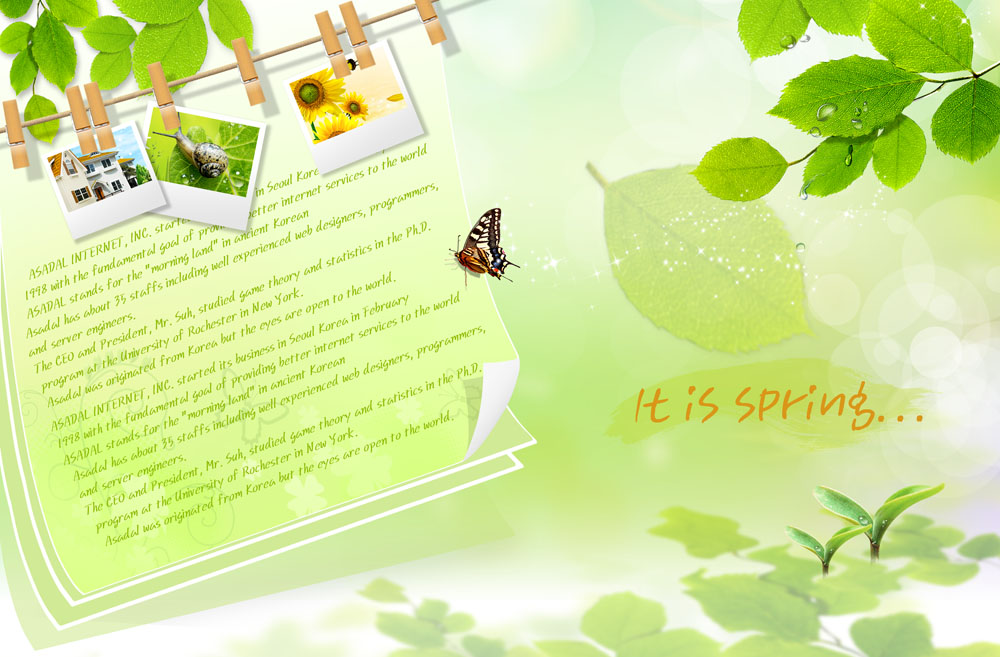 in Seoul Kor
ASADAL INTERNET, INC. started better internet services to the world
1998 with the fundamental goal of
ASADAL stands for the "morning land" in ancient Korean
Asadal has about 35 staffs including well experienced web designers, programmers,
and server engineers.
The CEO and President, Mr. Suh, studied game theory and statistics in the Ph.D.
program at the University of Rochester in New York.
Asadal was originated from Korea but the eyes are open to the world.
ASADAL INTERNET, INC. started its business in Seoul Korea in February
1998 with the fundamental goal of providing better internet services to the world
ASADAL stands for the "morning land" in ancient Korean
Asadal has about 35 staffs including well experienced web designers, programmers,
and server engineers.
The CEO and President, Mr. Suh, studied game theory and statistics in the Ph.D.
program at the University of Rochester in New York.
Asadal was originated from Korea but the eyes are open to the world.
It is spring...